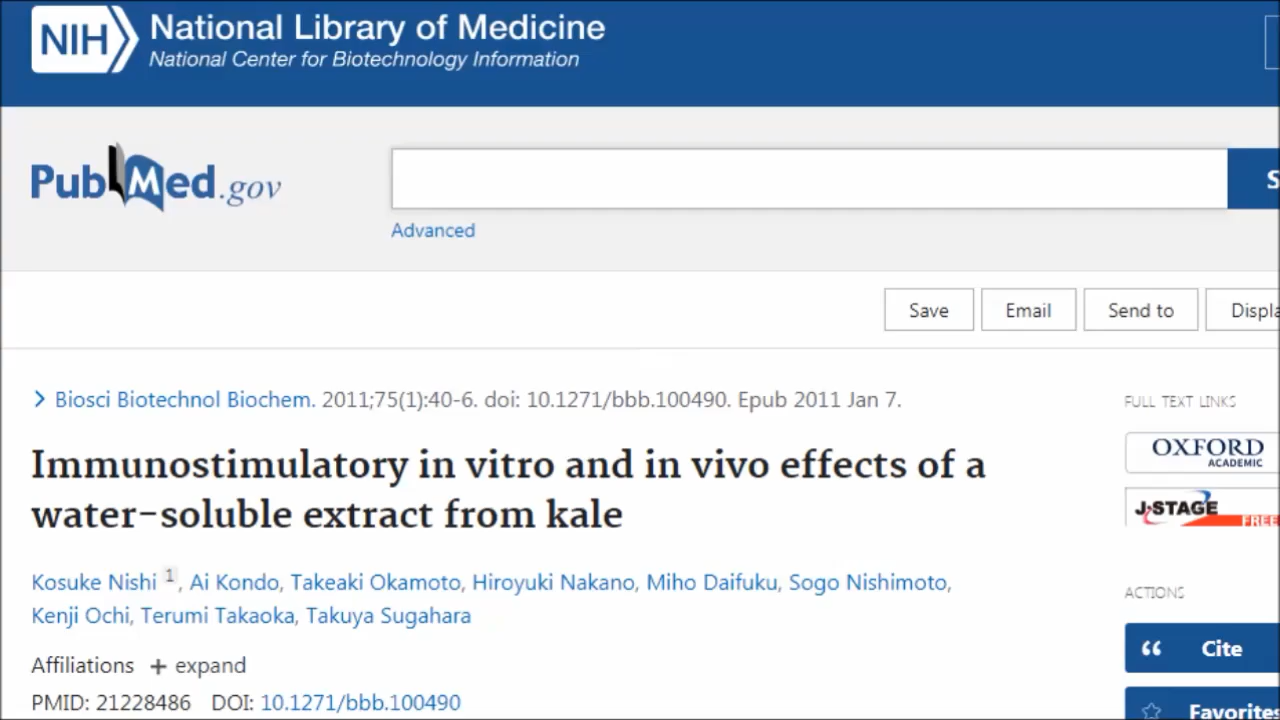 NIH National Library of Medicine
National Center for Biotechnology Information
PubMed.gov
S
Advanced
Save Email Send to Displa
Biosci Biotechnol Biochem. 2011;75(1):40-6. doi: 10.1271/bbb.100490. Epub 2011 Jan 7.
FULL TEXT LINKS
OXFORD
ACADEMIC
Immunostimulatory in vitro and in vivo effects of a
water-soluble extract from kale
J-STAGE
FREE
Kosuke Nishi 1, Ai Kondo, Takeaki Okamoto, Hiroyuki Nakano, Miho Daifuku, Sogo Nishimoto,
Kenji Ochi, Terumi Takaoka, Takuya Sugahara
ACTIONS
Cite
Affiliations + expand
PMID: 21228486 DOI: 10.1271/bbb.100490
Favorites